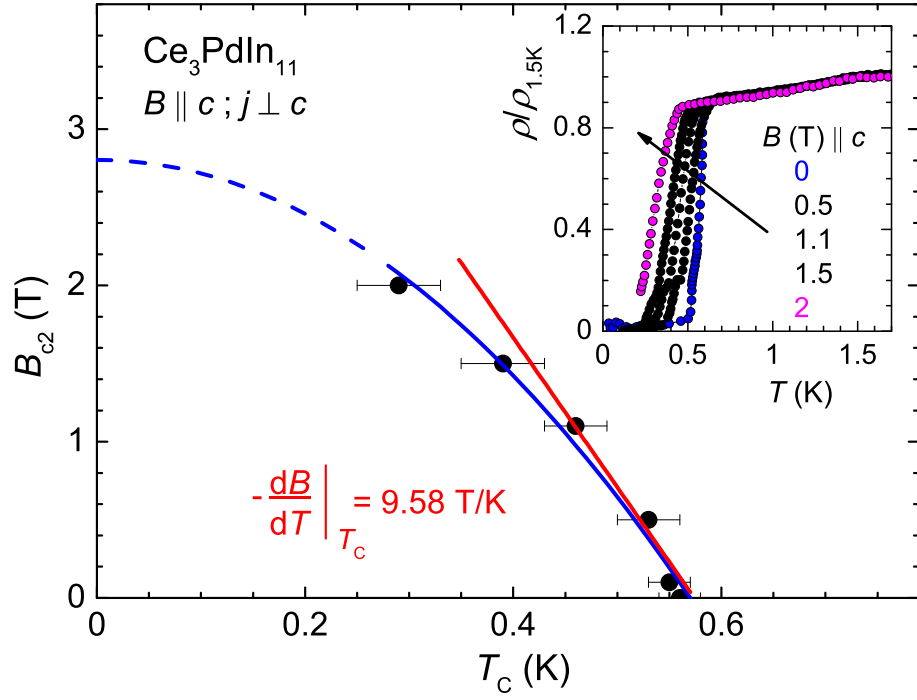 Ce3PdIn11
B ∥ c ; j ⊥ c
Bc2 (T)
3
2
1
0
0
0.2
0.4
0.6
TC (K)
- dB/dT | TC = 9.58 T/K
ρ/ρ1.5K
1.2
0.8
0.4
0
0
0.5
1
1.5
T (K)
B (T) ∥ c
0
0.5
1.1
1.5
2